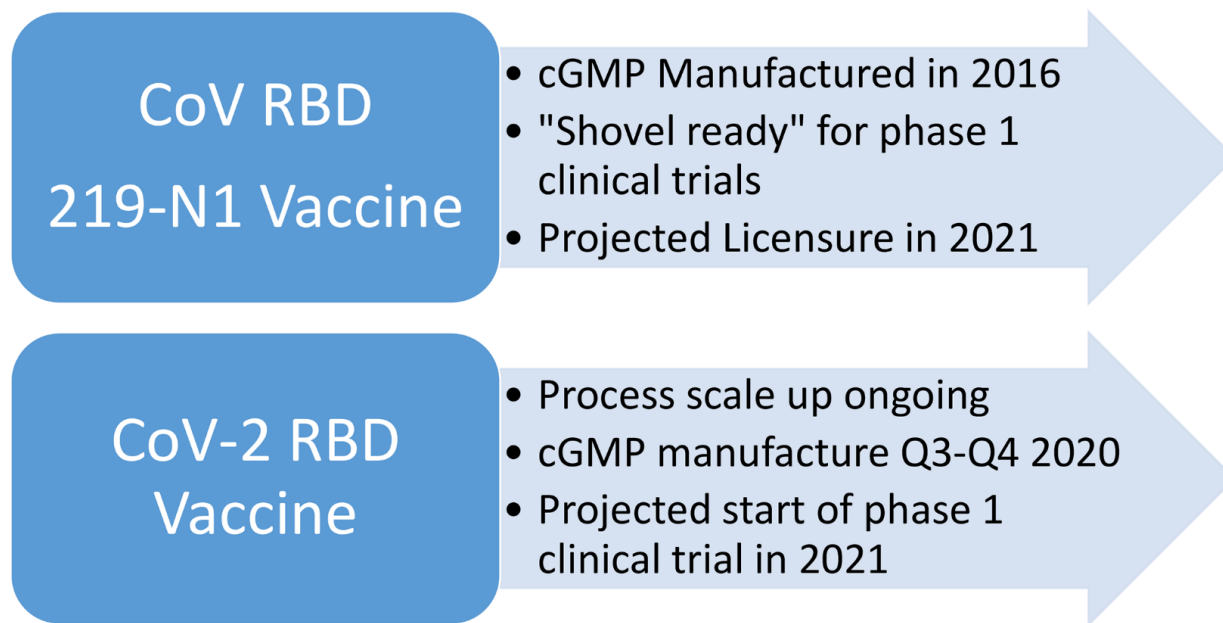 CoV RBD
219-N1 Vaccine
• cGMP Manufactured in 2016
• "Shovel ready" for phase 1
clinical trials
• Projected Licensure in 2021
CoV-2 RBD
Vaccine
• Process scale up ongoing
• cGMP manufacture Q3-Q4 2020
• Projected start of phase 1
clinical trial in 2021